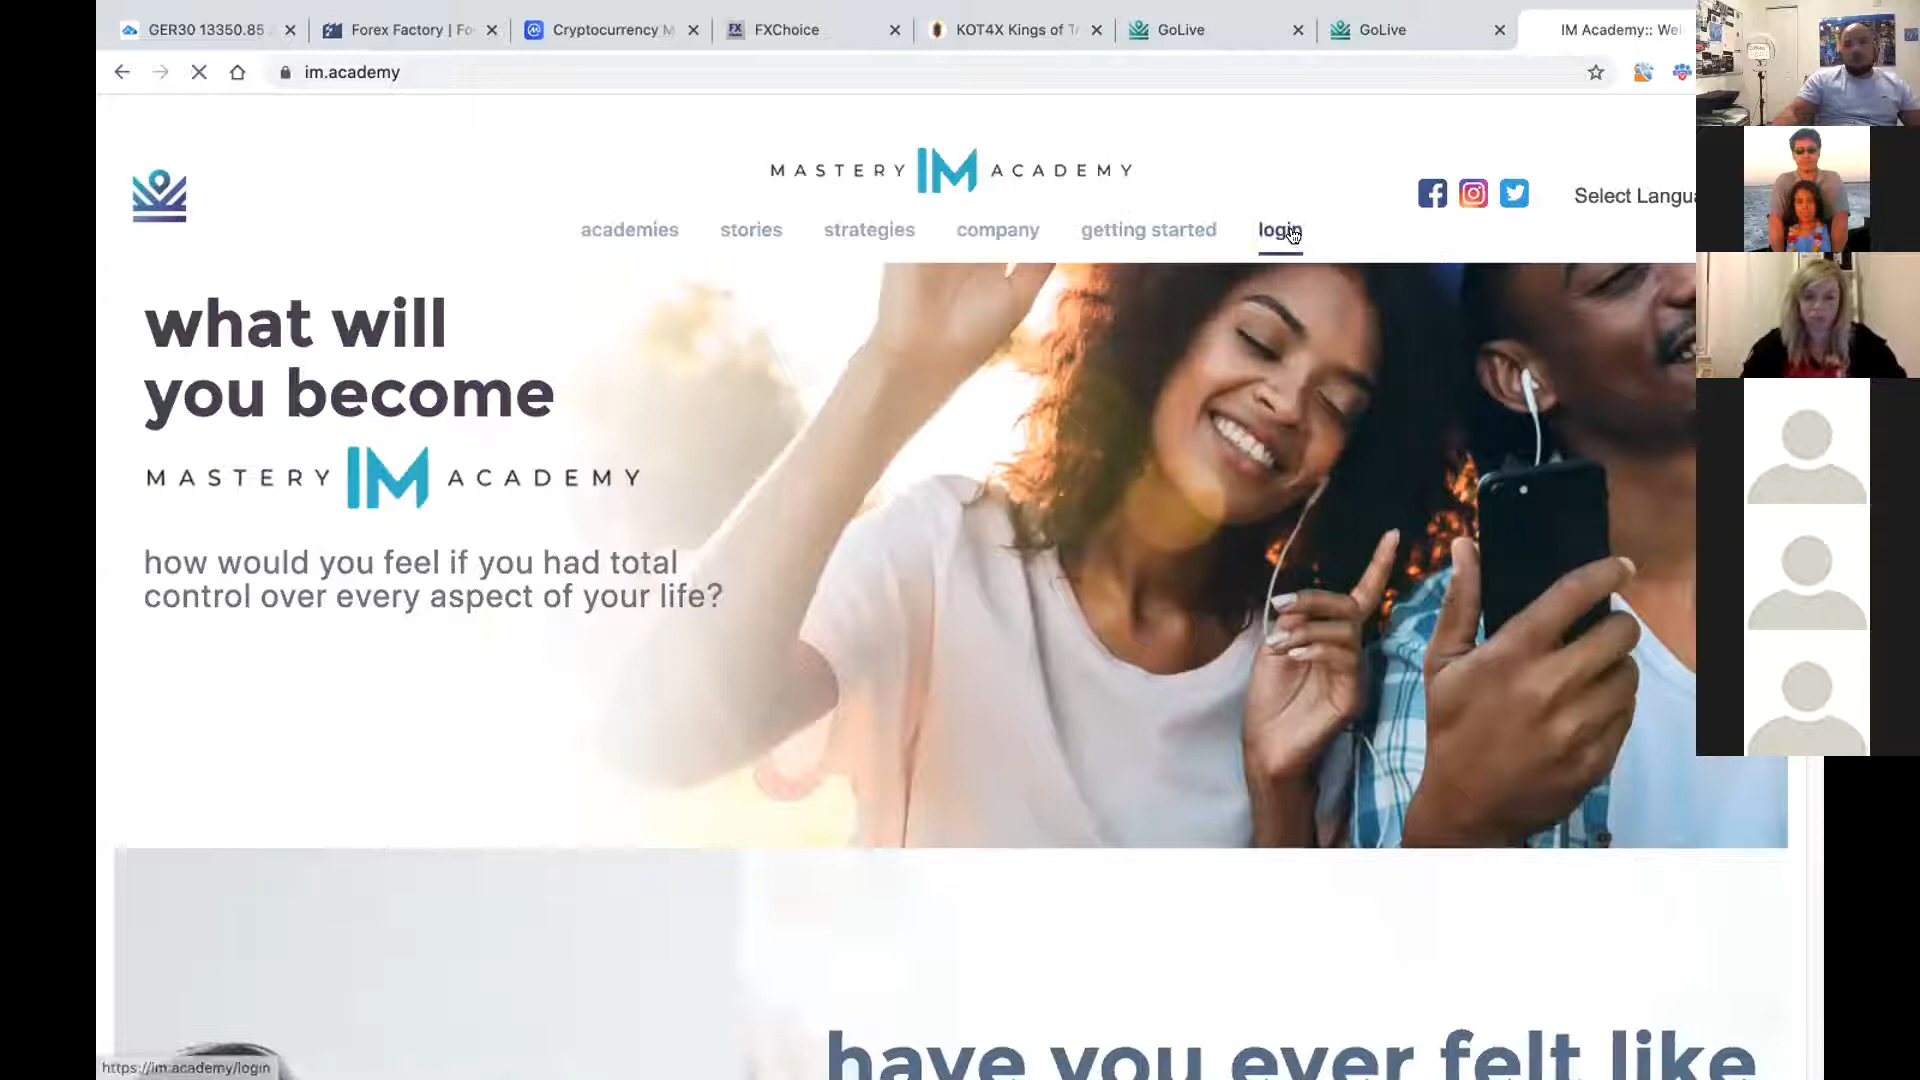 GER30 13350.85
Forex Factory | Fo
Cryptocurrency M
FXChoice
KOT4X Kings of T
GoLive
GoLive
IM Academy:: Wel
im.academy
MASTERY IM ACADEMY
Select Langua
academies stories strategies company getting started login
what will
you become
MASTERY IM ACADEMY
how would you feel if you had total
control over every aspect of your life?
have you ever felt like
https://im.academy/login